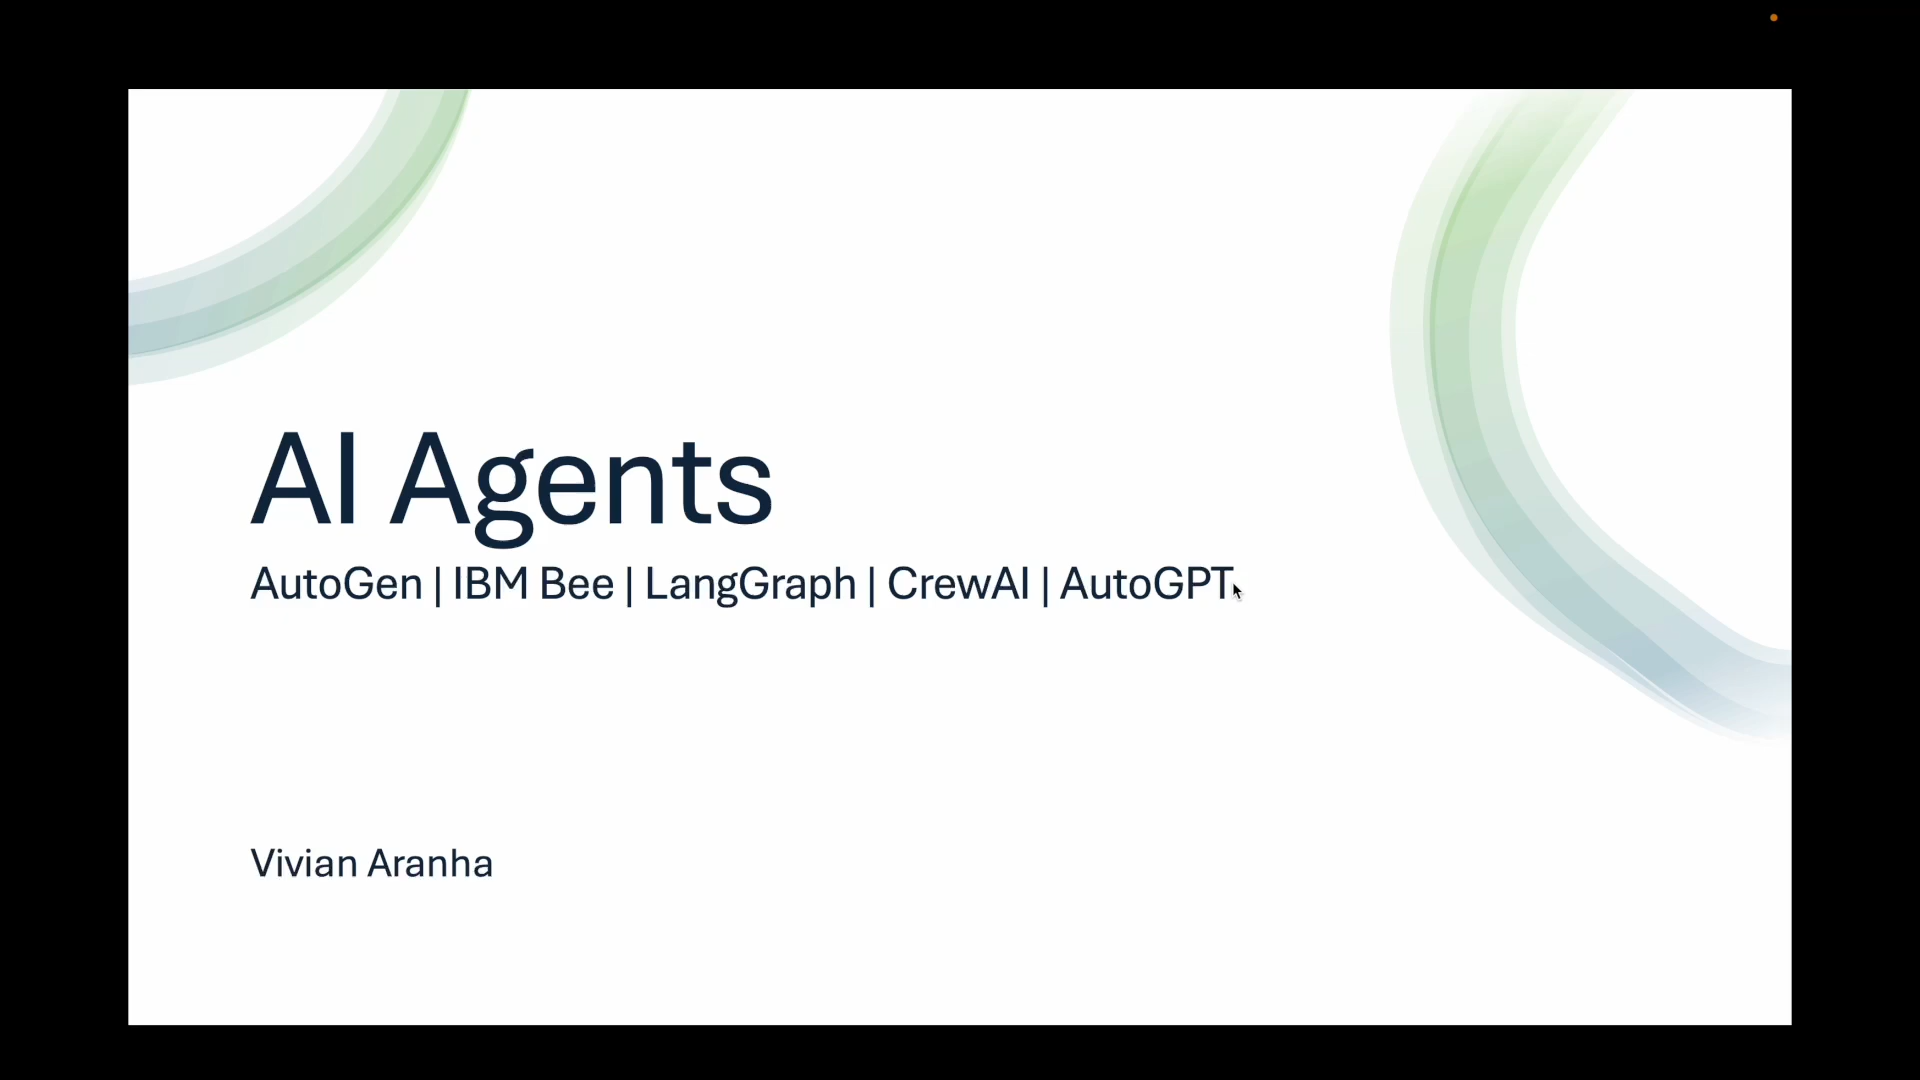 AI Agents
AutoGen | IBM Bee | LangGraph | CrewAI | AutoGPT
Vivian Aranha